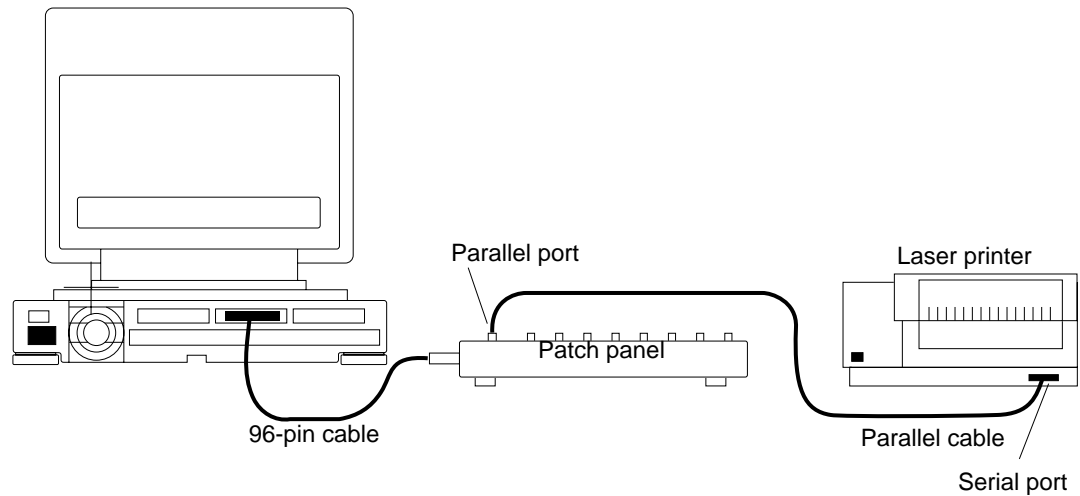 Parallel port
Laser printer
Patch panel
96-pin cable
Parallel cable
Serial port